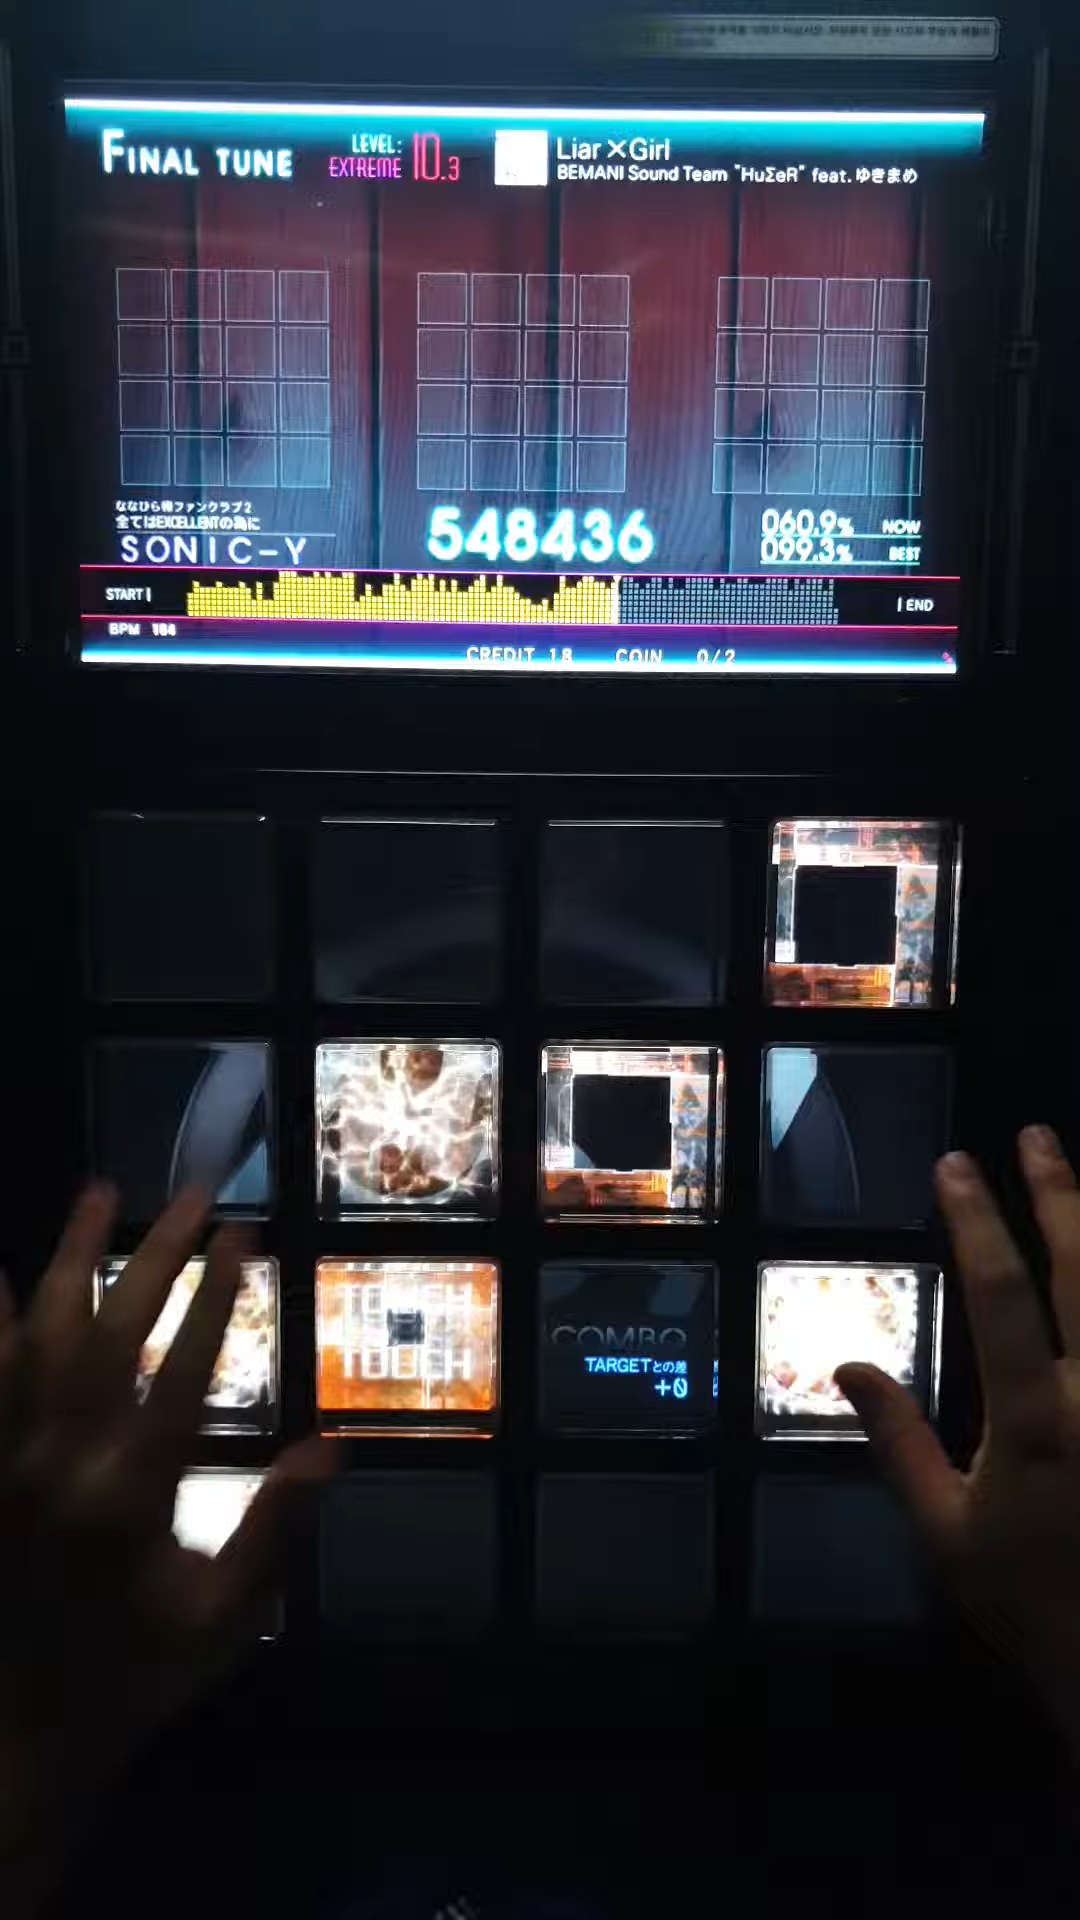 FINAL TUNE
LEVEL:
EXTREME 10.3
Liar×Girl
BEMANI Sound Team "HuΣeR" feat.ゆきまめ
ななひら様ファンクラブ2
全てはEXCELLENTの為に
SONIC-Y
548436
060.9% NOW
099.3% BEST
START
END
BPM 184
CREDIT 18 COIN 0/2
TOUCH
TOUCH
COMBO
TARGETとの差
+0